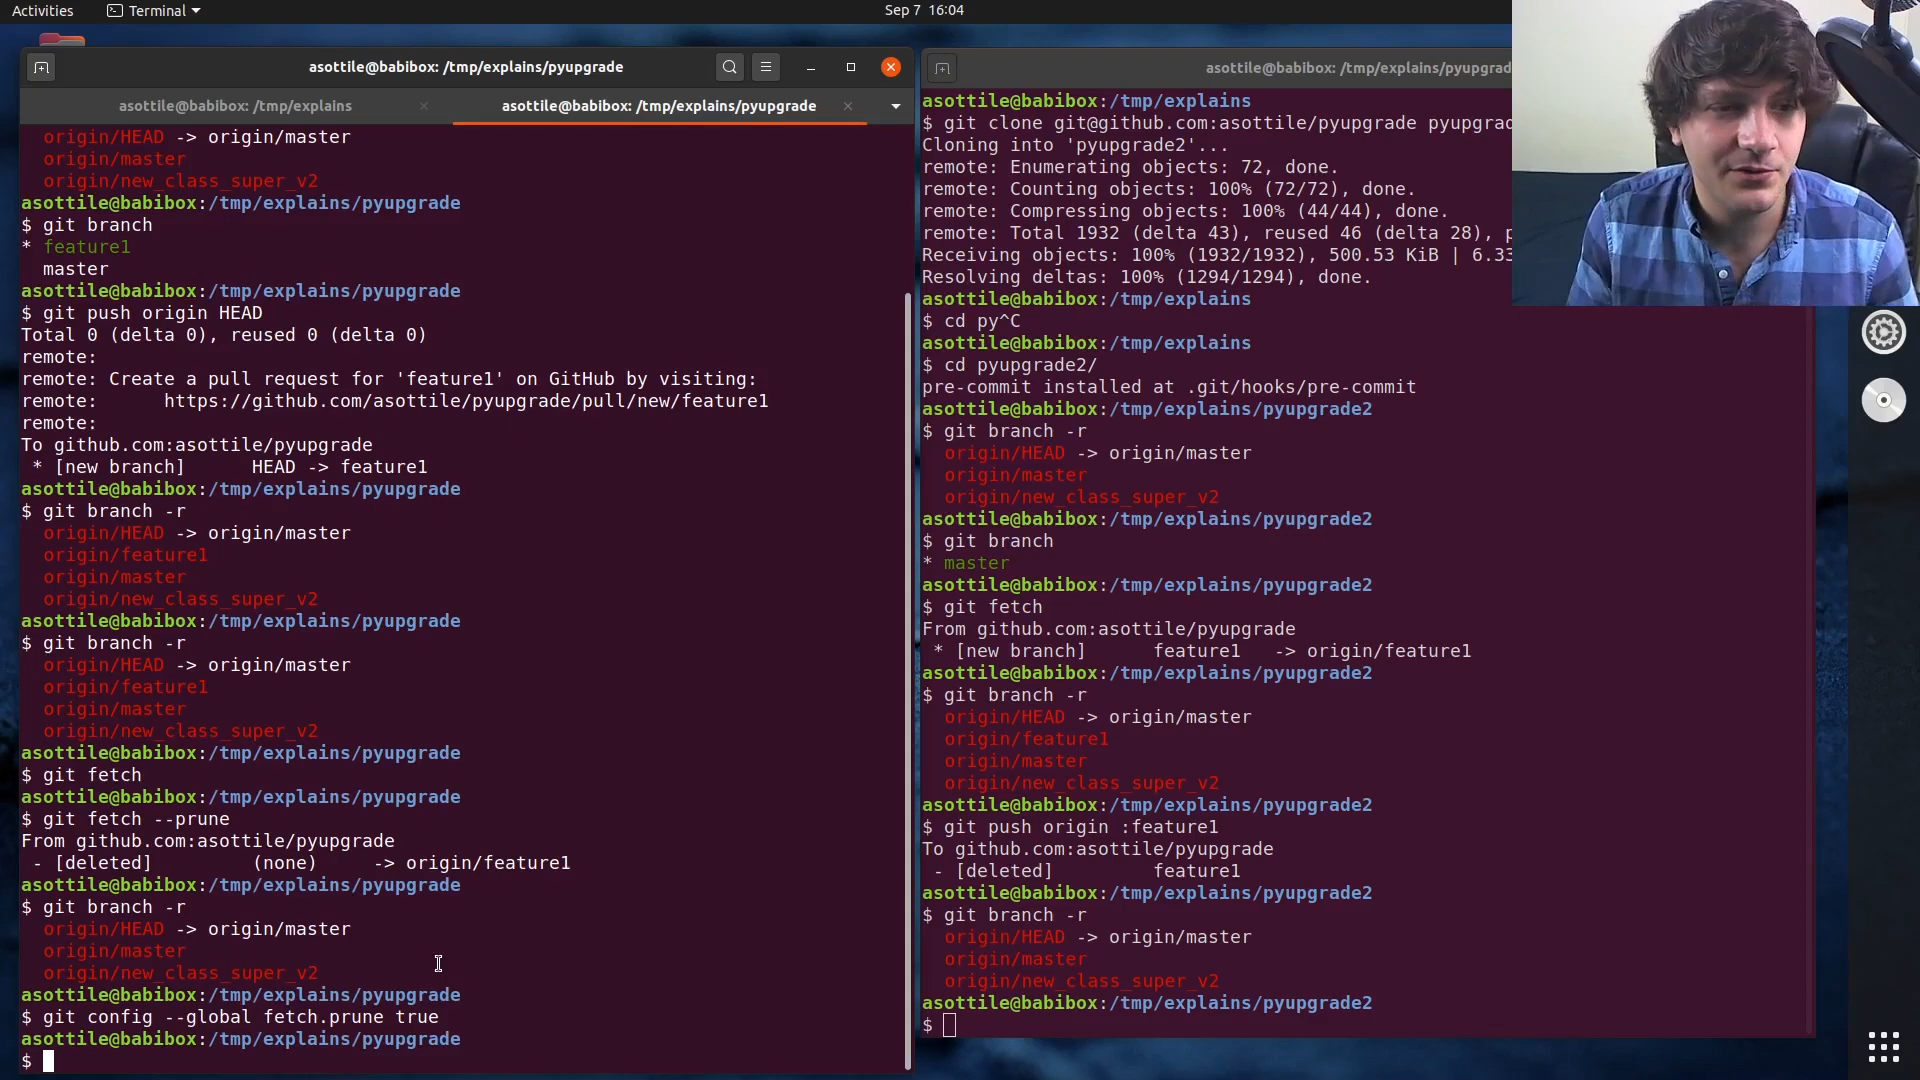 Activities
Terminal
Sep 7 16:04
asottile@babibox: /tmp/explains/pyupgrade
asottile@babibox: /tmp/explains
asottile@babibox: /tmp/explains/pyupgrade
origin/HEAD -> origin/master
origin/master
origin/new_class_super_v2
asottile@babibox:/tmp/explains/pyupgrade
$ git branch
* feature1
master
asottile@babibox:/tmp/explains/pyupgrade
$ git push origin HEAD
Total 0 (delta 0), reused 0 (delta 0)
remote:
remote: Create a pull request for 'feature1' on GitHub by visiting:
remote:      https://github.com/asottile/pyupgrade/pull/new/feature1
remote:
To github.com:asottile/pyupgrade
* [new branch]      HEAD -> feature1
asottile@babibox:/tmp/explains/pyupgrade
$ git branch -r
origin/HEAD -> origin/master
origin/feature1
origin/master
origin/new_class_super_v2
asottile@babibox:/tmp/explains/pyupgrade
$ git branch -r
origin/HEAD -> origin/master
origin/feature1
origin/master
origin/new_class_super_v2
asottile@babibox:/tmp/explains/pyupgrade
$ git fetch
asottile@babibox:/tmp/explains/pyupgrade
$ git fetch --prune
From github.com:asottile/pyupgrade
- [deleted]         (none)     -> origin/feature1
asottile@babibox:/tmp/explains/pyupgrade
$ git branch -r
origin/HEAD -> origin/master
origin/master
origin/new_class_super_v2
asottile@babibox:/tmp/explains/pyupgrade
$ git config --global fetch.prune true
asottile@babibox:/tmp/explains/pyupgrade
$
asottile@babibox: /tmp/explains/pyupgrad
asottile@babibox:/tmp/explains
$ git clone git@github.com:asottile/pyupgrade pyupgrad
Cloning into 'pyupgrade2'...
remote: Enumerating objects: 72, done.
remote: Counting objects: 100% (72/72), done.
remote: Compressing objects: 100% (44/44), done.
remote: Total 1932 (delta 43), reused 46 (delta 28), p
Receiving objects: 100% (1932/1932), 500.53 KiB | 6.33
Resolving deltas: 100% (1294/1294), done.
asottile@babibox:/tmp/explains
$ cd py^C
asottile@babibox:/tmp/explains
$ cd pyupgrade2/
pre-commit installed at .git/hooks/pre-commit
asottile@babibox:/tmp/explains/pyupgrade2
$ git branch -r
origin/HEAD -> origin/master
origin/master
origin/new_class_super_v2
asottile@babibox:/tmp/explains/pyupgrade2
$ git branch
* master
asottile@babibox:/tmp/explains/pyupgrade2
$ git fetch
From github.com:asottile/pyupgrade
* [new branch]      feature1   -> origin/feature1
asottile@babibox:/tmp/explains/pyupgrade2
$ git branch -r
origin/HEAD -> origin/master
origin/feature1
origin/master
origin/new_class_super_v2
asottile@babibox:/tmp/explains/pyupgrade2
$ git push origin :feature1
To github.com:asottile/pyupgrade
- [deleted]         feature1
asottile@babibox:/tmp/explains/pyupgrade2
$ git branch -r
origin/HEAD -> origin/master
origin/master
origin/new_class_super_v2
asottile@babibox:/tmp/explains/pyupgrade2
$